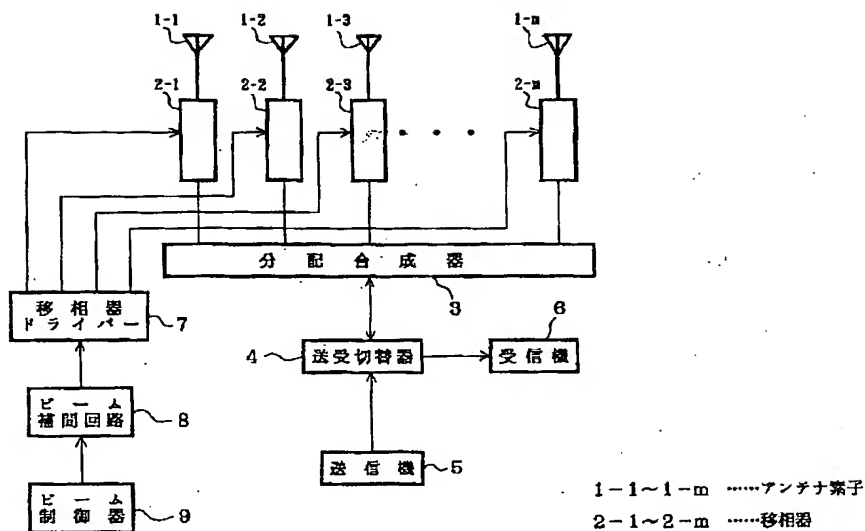 1-1
1-2
1-3
1-m
2-1
2-2
2-3
2-m
分配合成器
3
移相器
ドライバー
7
4
送受切替器
6
受信機
ビーム
補間回路
8
送信機
5
ビーム
制御器
9
1-1~1-m ……アンテナ素子
2-1~2-m ……移相器